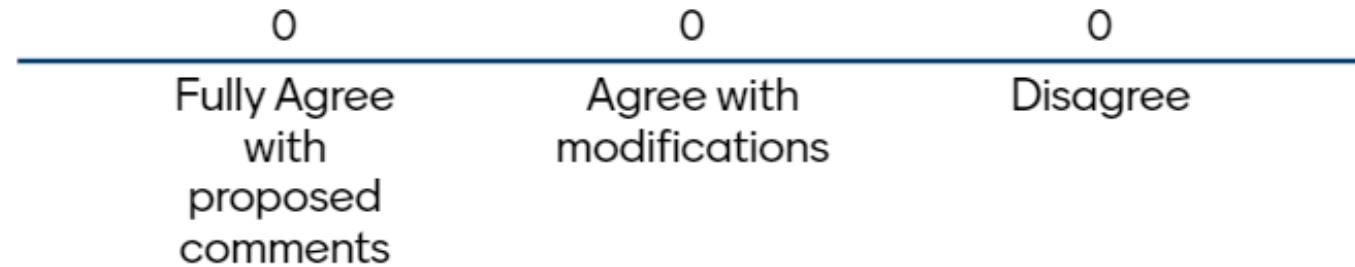 0 0 0
Fully Agree with proposed comments
Agree with modifications
Disagree